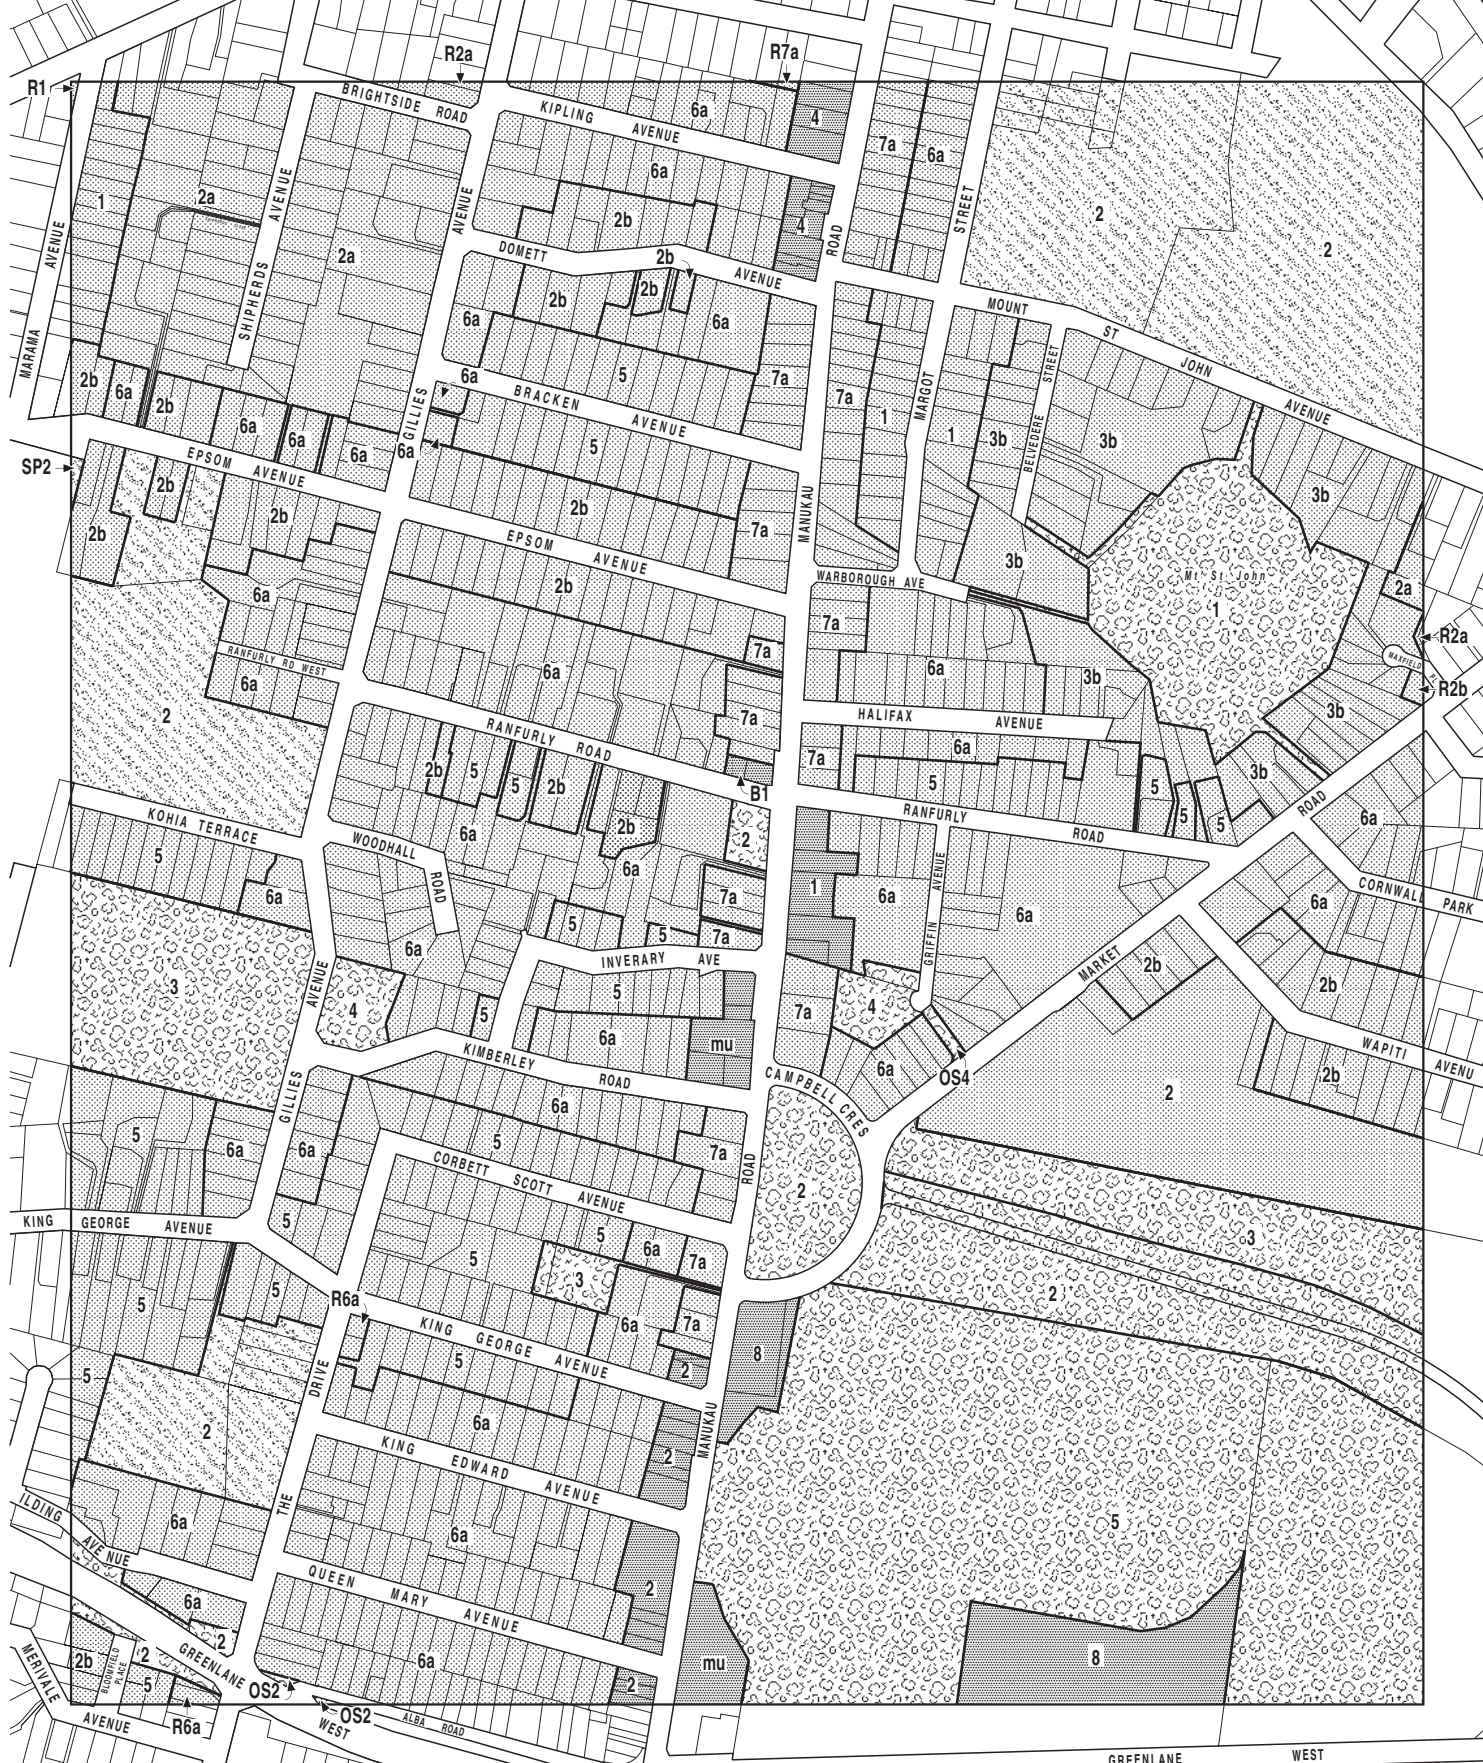 R2a
R7a
R1
BRIGHTSIDE ROAD
KIPLING AVENUE
6a
4
7a
6a
6a
1
2a
AVENUE
SHIPHERDS
2a
AVENUE
2b
4
ROAD
STREET
2
2
MARAMA
AVENUE
DOMETT
AVENUE
2b
2b
2b
6a
6a
MOUNT
ST
JOHN
AVENUE
2b
6a
2b
6a
6a
6a
GILLIES
6a
6a
BRACKEN
AVENUE
5
5
7a
7a
1
MARGOT
1
3b
BELVEDERE
STREET
3b
3b
SP2
EPSOM AVENUE
2b
2b
2b
2b
7a
MANUKAU
EPSOM AVENUE
2b
3b
6a
WARBOROUGH AVE
Mt St John
1
2a
R2a
RANFURLY RD WEST
6a
7a
7a
6a
6a
3b
MAXFIELD
R2b
2
RANFURLY ROAD
7a
HALIFAX AVENUE
3b
7a
6a
2b
5
5
2b
B1
5
5
5
5
3b
ROAD
KOHIA TERRACE
WOODHALL
ROAD
6a
2b
2
RANFURLY
ROAD
6a
5
6a
6a
7a
1
6a
AVENUE
GRIFFIN
6a
6a
CORNWALL PARK
5
5
7a
6a
INVERARY AVE
MARKET
2b
2b
3
AVENUE
4
5
5
7a
4
6a
mu
WAPITI AVENU
KIMBERLEY
ROAD
6a
OS4
2b
GILLIES
CAMPBELL CRES
2
5
6a
6a
6a
5
7a
CORBETT
SCOTT
AVENUE
ROAD
2
KING GEORGE AVENUE
5
5
6a
7a
3
5
3
2
5
5
R6a
6a
7a
KING GEORGE AVENUE
5
2
8
5
DRIVE
2
6a
KING EDWARD AVENUE
2
MANUKAU
6a
THE
6a
5
ILDING
AVENUE
QUEEN MARY AVENUE
2
6a
2
6a
MERIVALE
2b
BLOOMFIELD
PLACE
2
5
GREENLANE
OS2
2
mu
8
AVENUE
R6a
OS2
WEST
ALBA ROAD
GREENLANE WEST